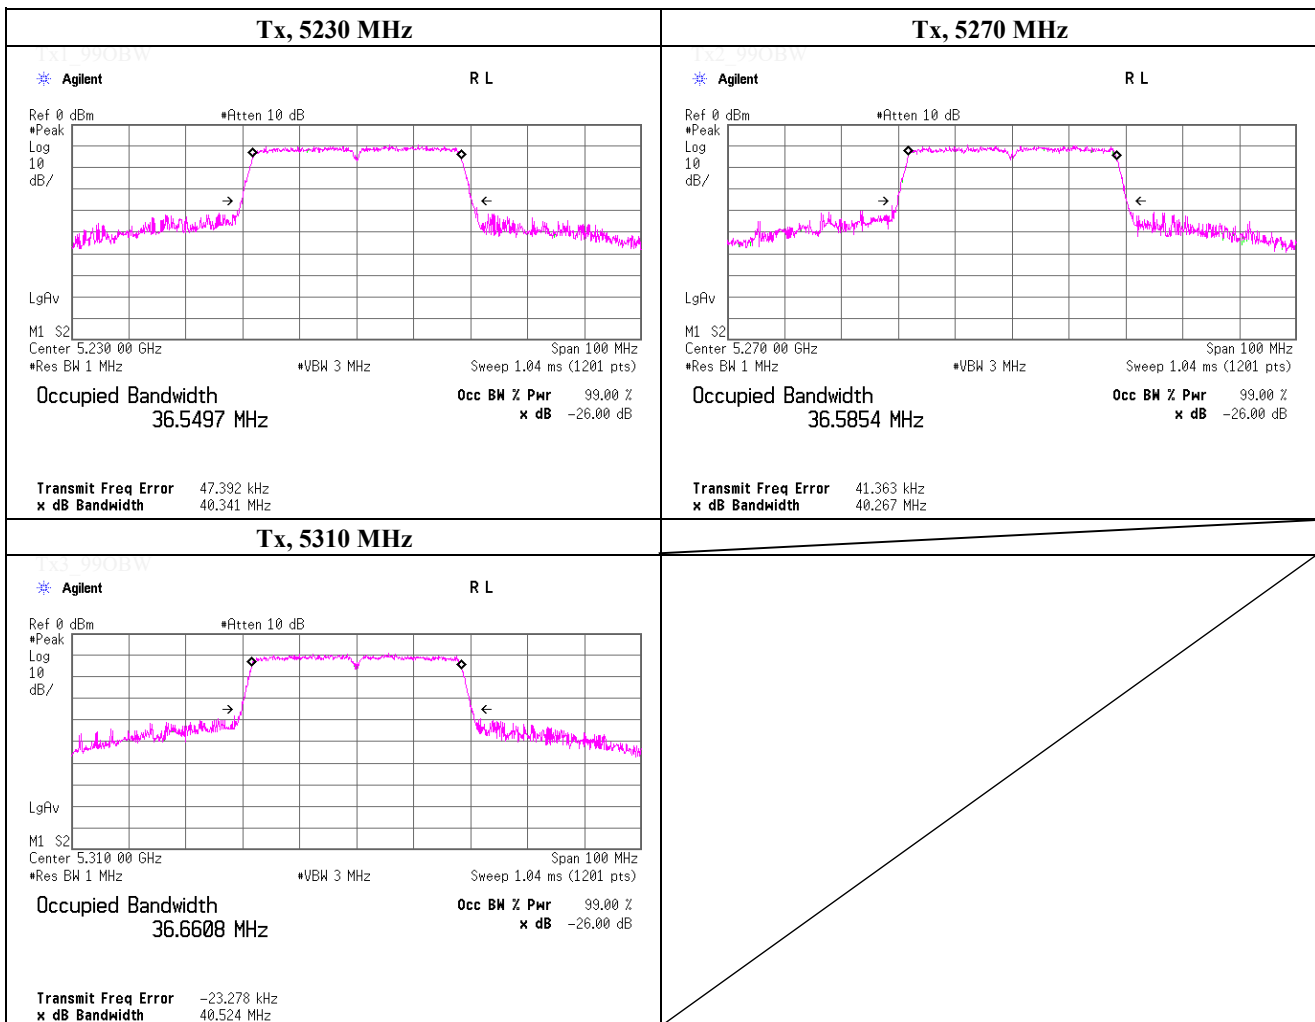 Tx, 5230 MHz
Tx1_99OBW
Agilent R L
Ref 0 dBm #Atten 10 dB
#Peak
Log
10
dB/
LgAv
M1 S2
Center 5.230 00 GHz Span 100 MHz
#Res BW 1 MHz #VBW 3 MHz Sweep 1.04 ms (1201 pts)
Occupied Bandwidth Occ BW % Pwr 99.00 %
36.5497 MHz x dB -26.00 dB
Transmit Freq Error 47.392 kHz
x dB Bandwidth 40.341 MHz
Tx, 5270 MHz
Tx2_99OBW
Agilent R L
Ref 0 dBm #Atten 10 dB
#Peak
Log
10
dB/
LgAv
M1 S2
Center 5.270 00 GHz Span 100 MHz
#Res BW 1 MHz #VBW 3 MHz Sweep 1.04 ms (1201 pts)
Occupied Bandwidth Occ BW % Pwr 99.00 %
36.5854 MHz x dB -26.00 dB
Transmit Freq Error 41.363 kHz
x dB Bandwidth 40.267 MHz
Tx, 5310 MHz
Tx3_99OBW
Agilent R L
Ref 0 dBm #Atten 10 dB
#Peak
Log
10
dB/
LgAv
M1 S2
Center 5.310 00 GHz Span 100 MHz
#Res BW 1 MHz #VBW 3 MHz Sweep 1.04 ms (1201 pts)
Occupied Bandwidth Occ BW % Pwr 99.00 %
36.6608 MHz x dB -26.00 dB
Transmit Freq Error -23.278 kHz
x dB Bandwidth 40.524 MHz